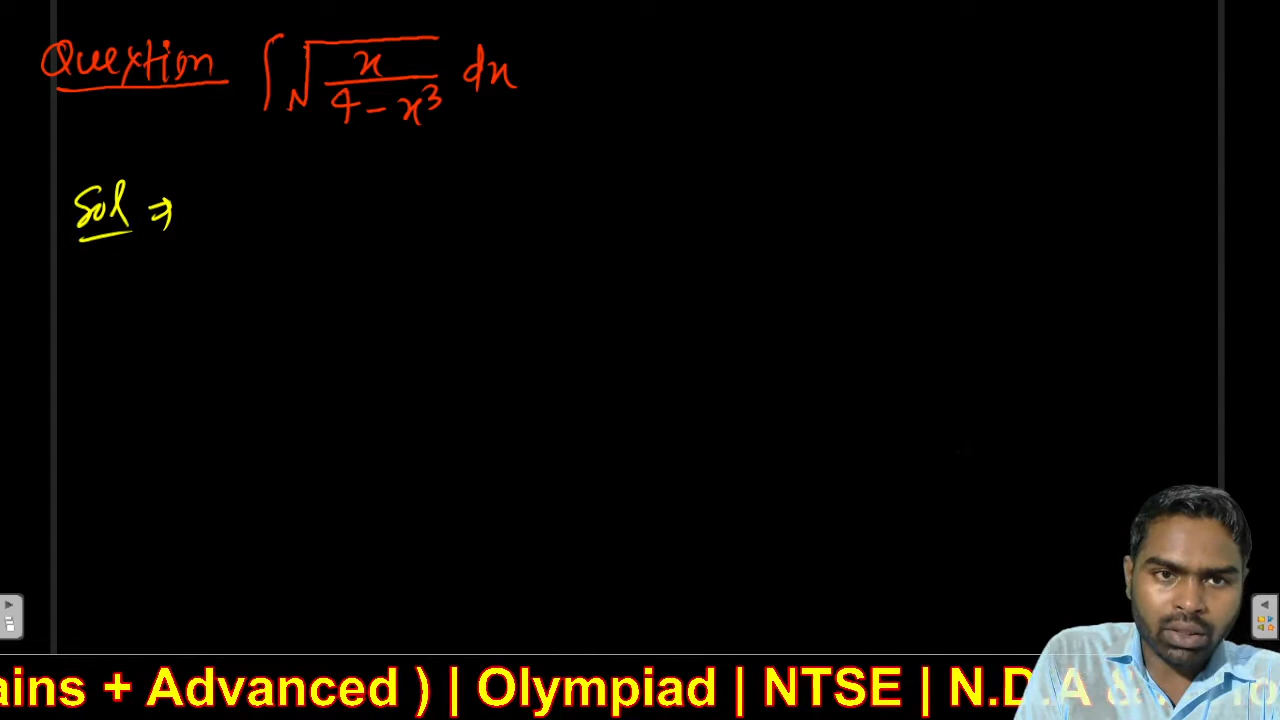 Question ∫ √(x/(4-x³)) dx
Sol ⇒
ains + Advanced ) | Olympiad | NTSE | N.D.A &